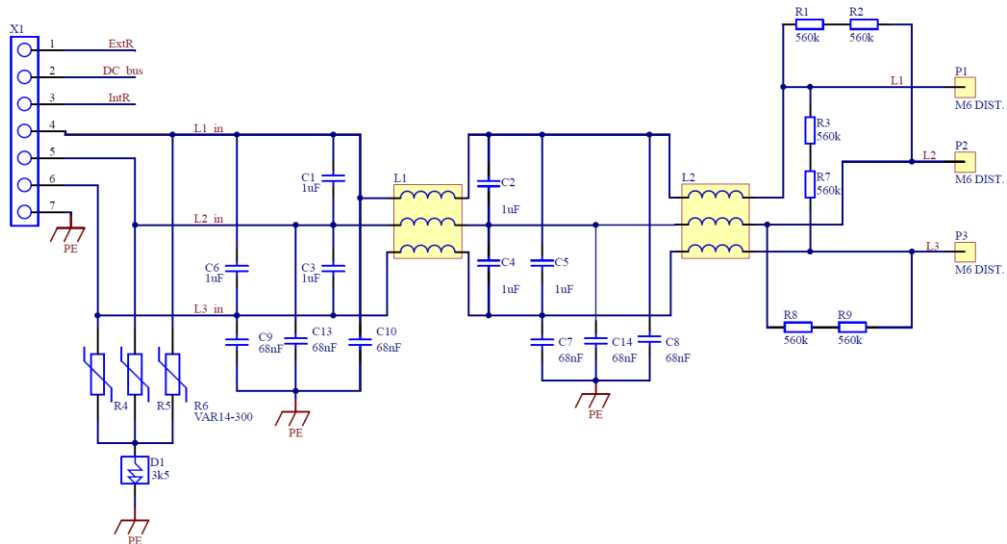 X1
1
ExtR
2
DC_bus
3
IntR
4
L1_in
5
L2_in
6
L3_in
7
PE
R1
560k
R2
560k
L1
P1
M6 DIST.
R3
560k
R7
560k
L2
P2
M6 DIST.
L3
P3
M6 DIST.
C1
1uF
L1
C2
1uF
L2
C6
1uF
C3
1uF
C4
1uF
C5
1uF
C9
68nF
C13
68nF
C10
68nF
C7
68nF
C14
68nF
C8
68nF
R8
560k
R9
560k
R4
R5
R6
VAR14-300
PE
PE
D1
3k5
PE